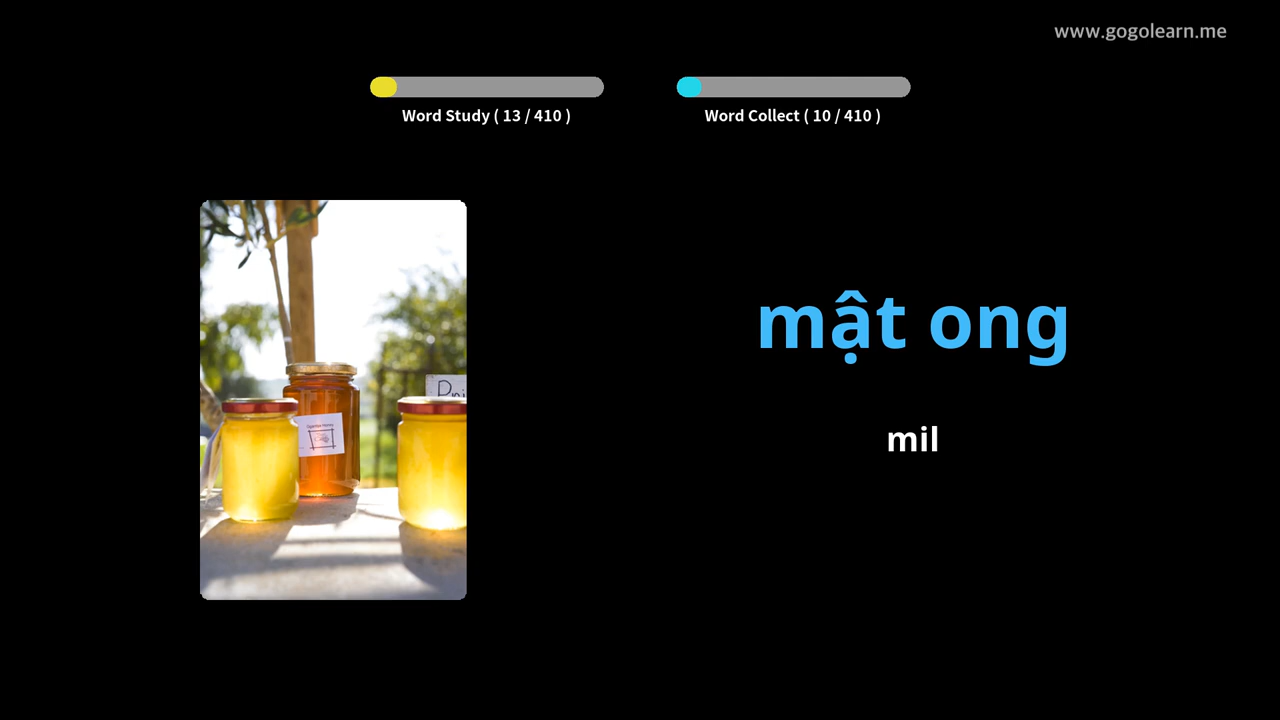 www.gogolearn.me
Word Study ( 13 / 410 )
Word Collect ( 10 / 410 )
mật ong
mil